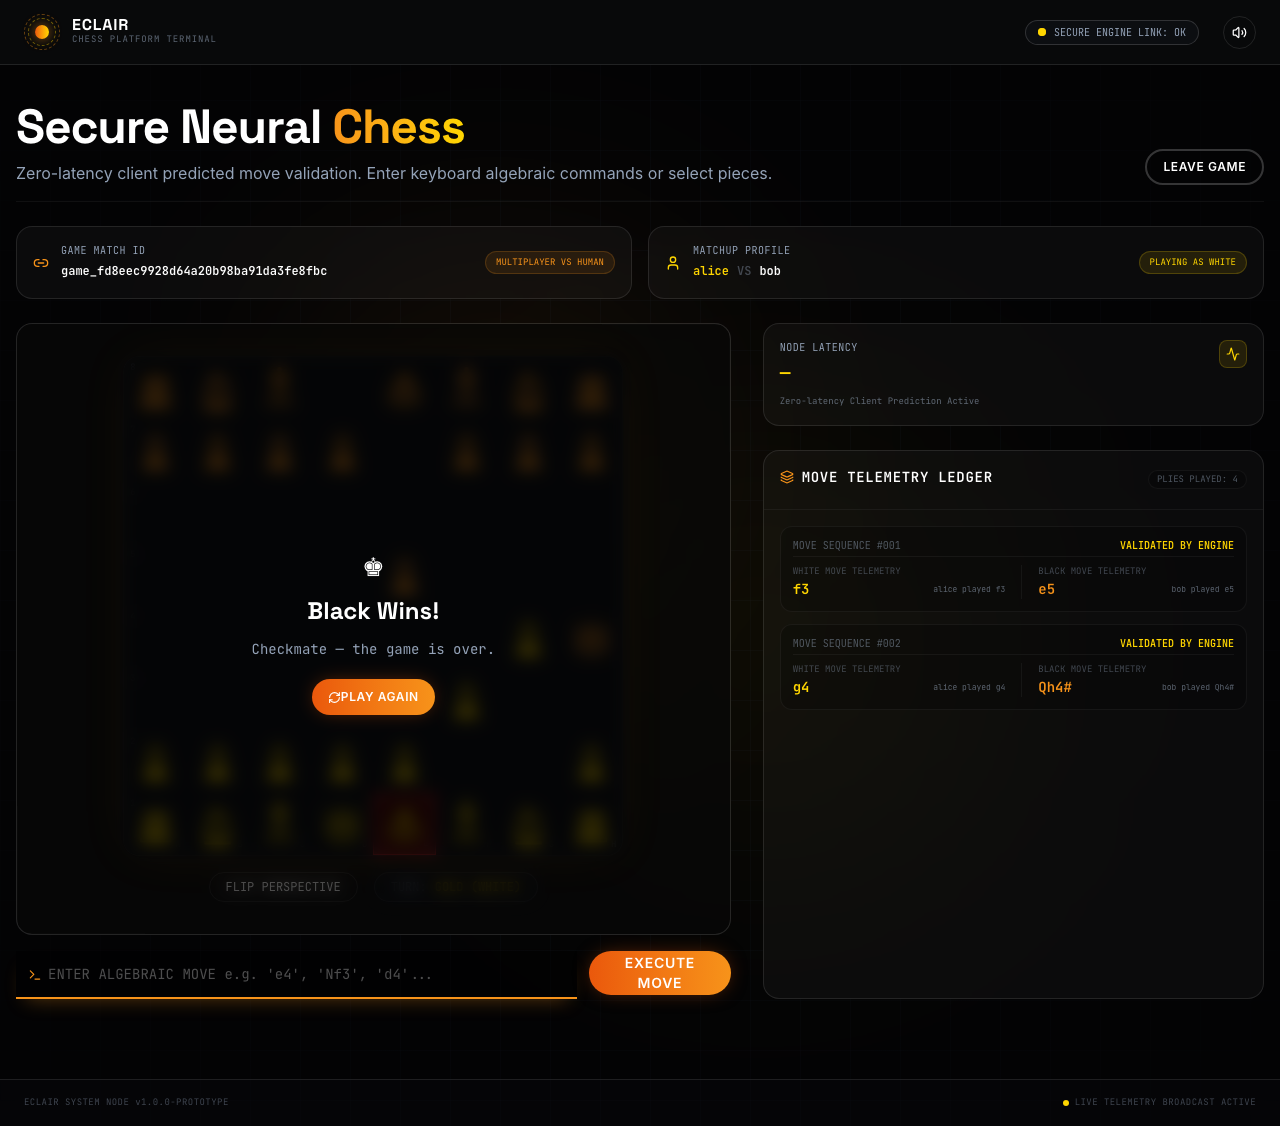 ECLAIR
CHESS PLATFORM TERMINAL
SECURE ENGINE LINK: OK
Secure Neural Chess
Zero-latency client predicted move validation. Enter keyboard algebraic commands or select pieces.
LEAVE GAME
GAME MATCH ID
game_fd8eec9928d64a20b98ba91da3fe8fbc
MULTIPLAYER VS HUMAN
MATCHUP PROFILE
alice VS bob
PLAYING AS WHITE
Black Wins!
Checkmate — the game is over.
PLAY AGAIN
FLIP PERSPECTIVE
ENTER ALGEBRAIC MOVE e.g. 'e4', 'Nf3', 'd4'...
EXECUTE
MOVE
NODE LATENCY
—
Zero-latency Client Prediction Active
MOVE TELEMETRY LEDGER
PLIES PLAYED: 4
MOVE SEQUENCE #001
VALIDATED BY ENGINE
WHITE MOVE TELEMETRY
f3
alice played f3
BLACK MOVE TELEMETRY
e5
bob played e5
MOVE SEQUENCE #002
VALIDATED BY ENGINE
WHITE MOVE TELEMETRY
g4
alice played g4
BLACK MOVE TELEMETRY
Qh4#
bob played Qh4#
ECLAIR SYSTEM NODE v1.0.0-PROTOTYPE
LIVE TELEMETRY BROADCAST ACTIVE